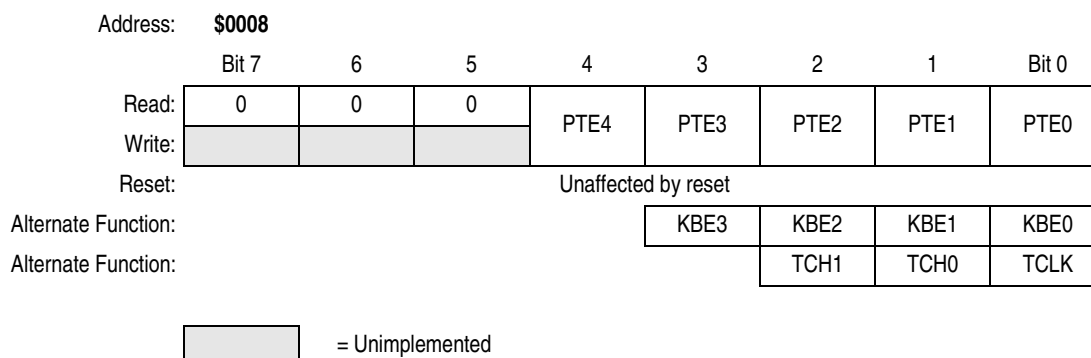 Address: $0008
Bit 7 6 5 4 3 2 1 Bit 0
Read: 0 0 0 PTE4 PTE3 PTE2 PTE1 PTE0
Write:
Reset: Unaffected by reset
Alternate Function: KBE3 KBE2 KBE1 KBE0
Alternate Function: TCH1 TCH0 TCLK
= Unimplemented